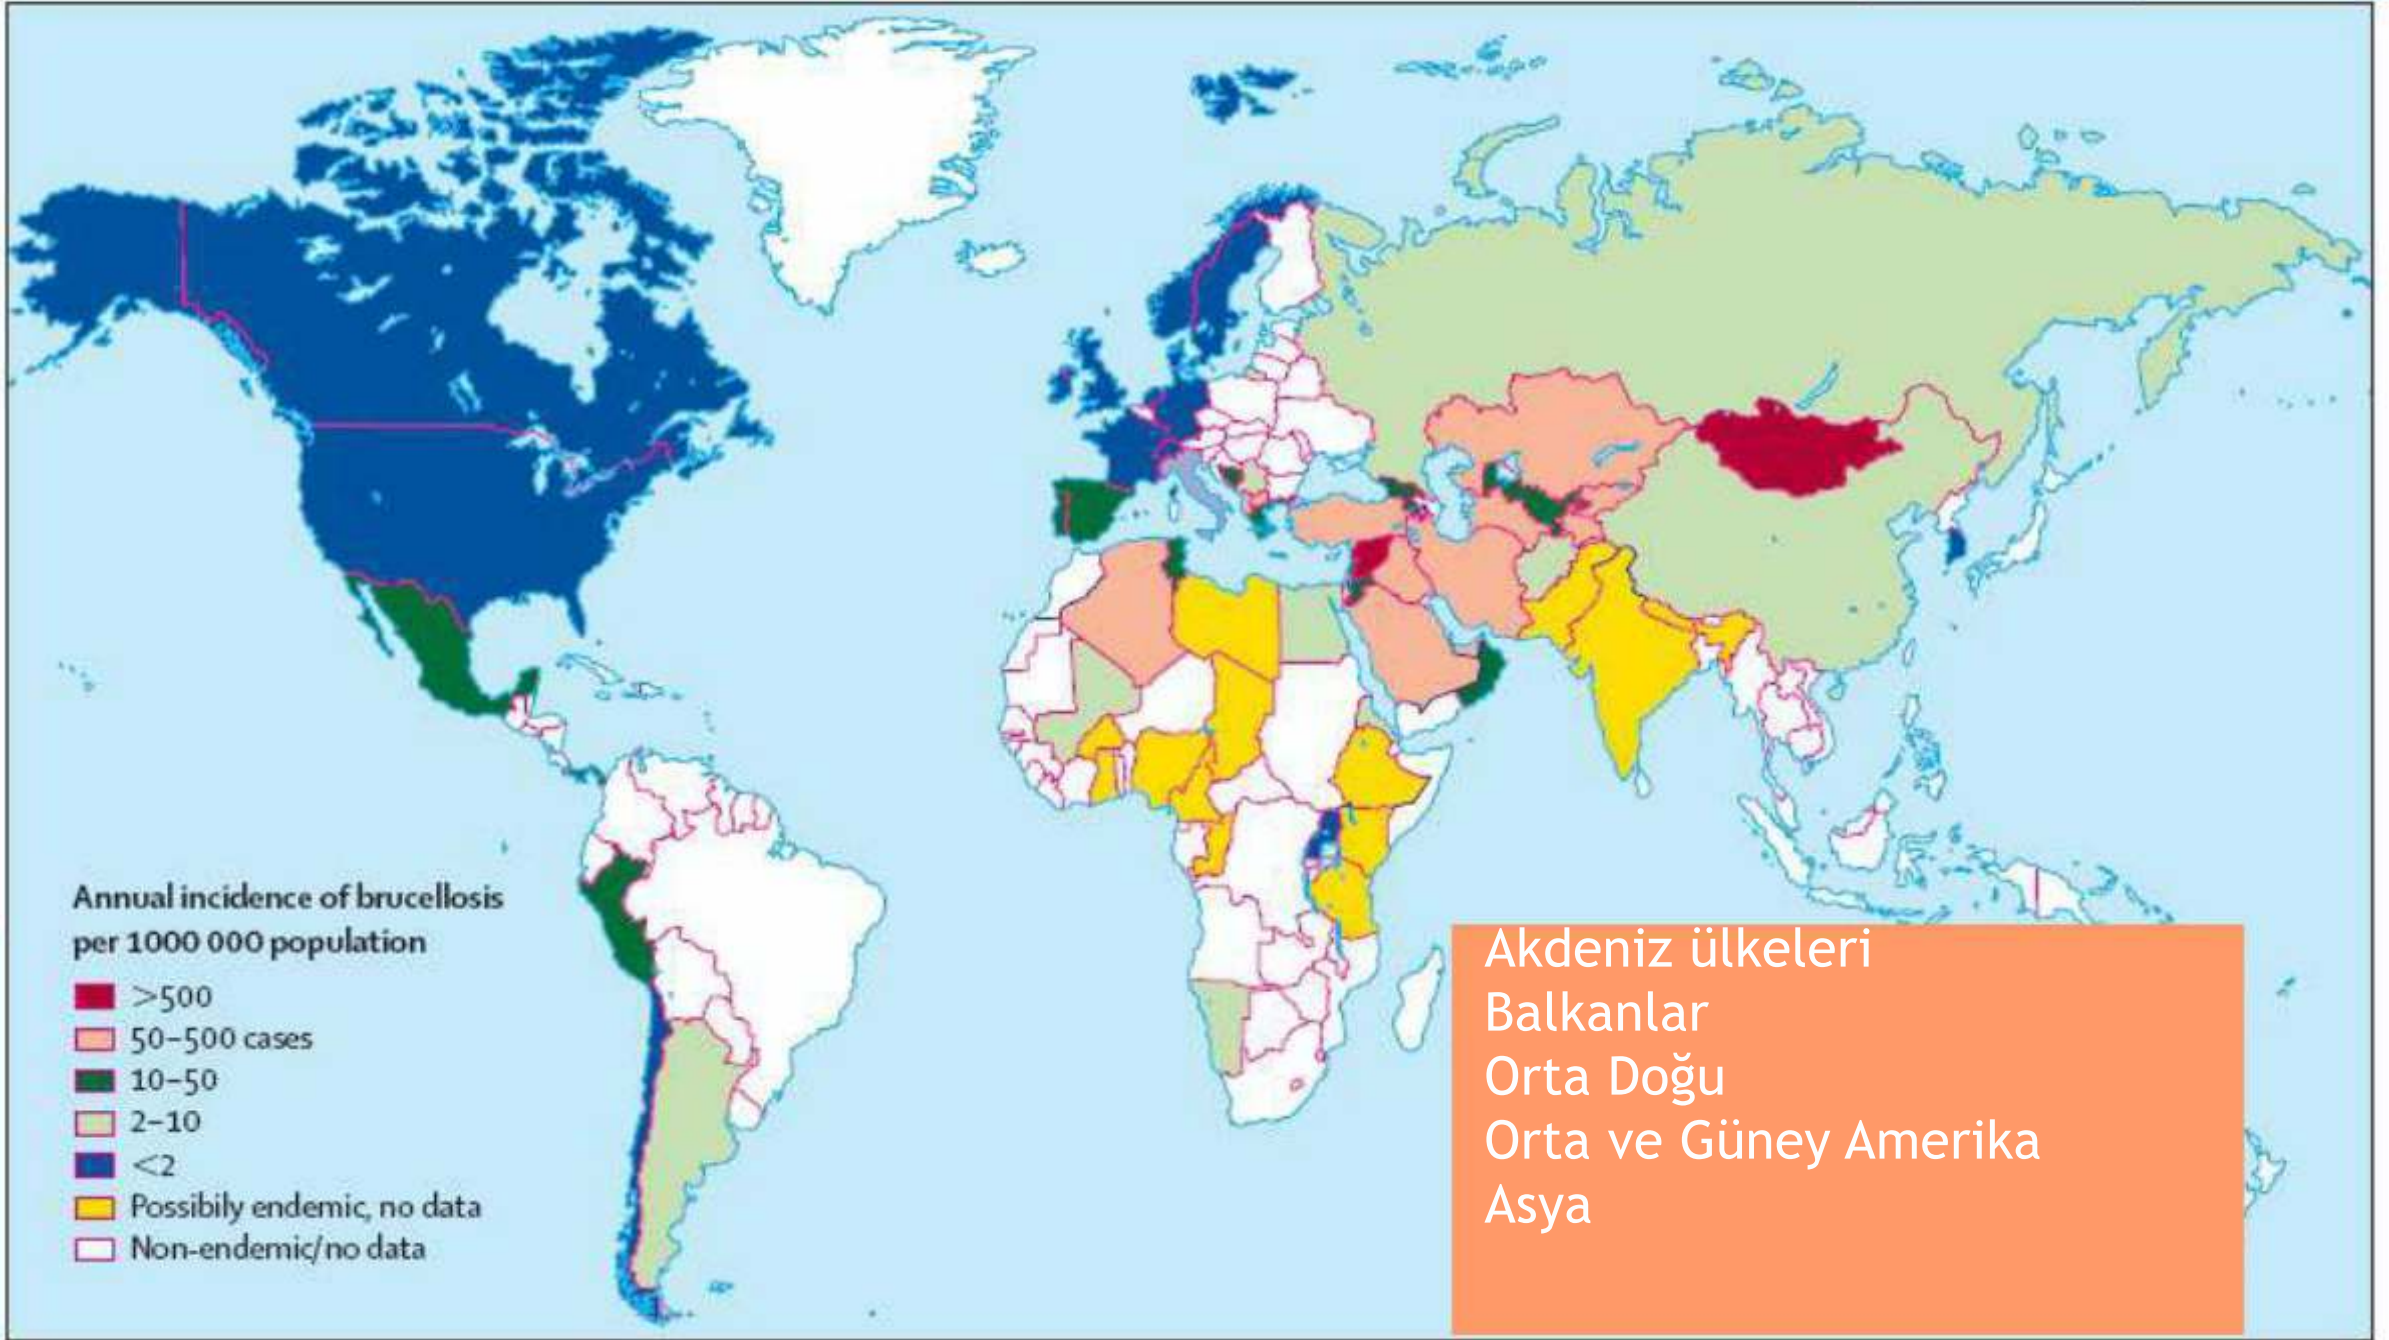 Annual incidence of brucellosis
per 1000 000 population
>500
50–500 cases
10–50
2–10
<2
Possibily endemic, no data
Non-endemic/no data
Akdeniz ülkeleri
Balkanlar
Orta Doğu
Orta ve Güney Amerika
Asya